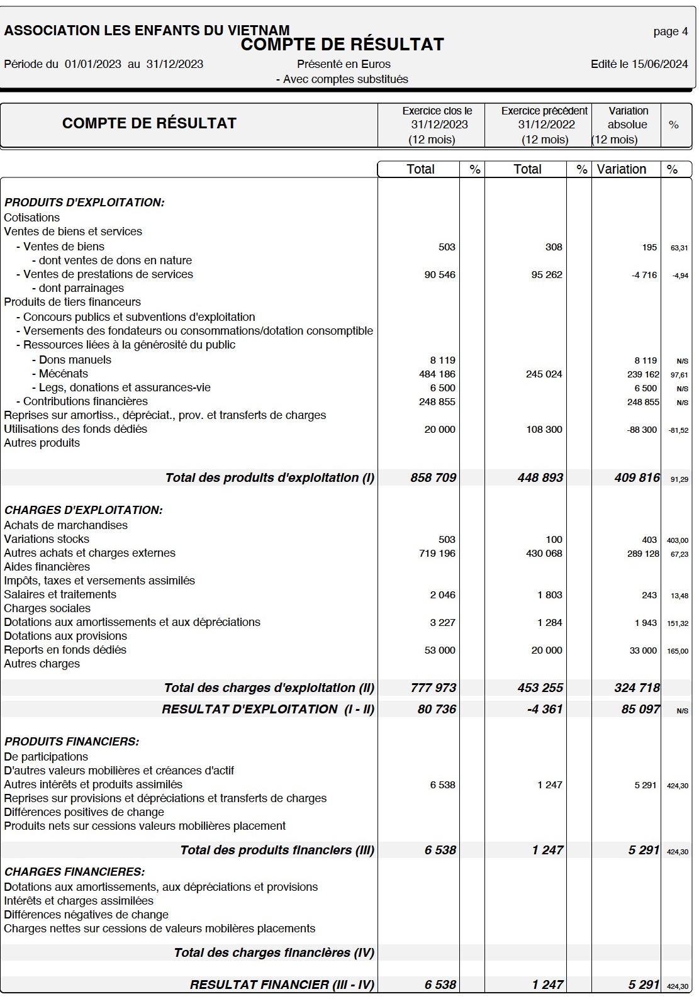 ASSOCIATION LES ENFANTS DU VIETNAM page 4
COMPTE DE RÉSULTAT
Période du 01/01/2023 au 31/12/2023 Présenté en Euros Edité le 15/06/2024
- Avec comptes substitués
COMPTE DE RÉSULTAT Exercice clos le 31/12/2023 (12 mois) Exercice précédent 31/12/2022 (12 mois) Variation absolue (12 mois) %
Total % Total % Variation %
PRODUITS D'EXPLOITATION:
Cotisations
Ventes de biens et services
- Ventes de biens 503 308 195 63,31
- dont ventes de dons en nature
- Ventes de prestations de services 90 546 95 262 -4 716 -4,94
- dont parrainages
Produits de tiers financeurs
- Concours publics et subventions d'exploitation
- Versements des fondateurs ou consommations/dotation consomptible
- Ressources liées à la générosité du public
- Dons manuels 8 119 8 119 N/S
- Mécénats 484 186 245 024 239 162 97,61
- Legs, donations et assurances-vie 6 500 6 500 N/S
- Contributions financières 248 855 248 855 N/S
Reprises sur amortiss., dépréciat., prov. et transferts de charges
Utilisations des fonds dédiés 20 000 108 300 -88 300 -81,52
Autres produits
Total des produits d'exploitation (I) 858 709 448 893 409 816 91,29
CHARGES D'EXPLOITATION:
Achats de marchandises
Variations stocks 503 100 403 403,00
Autres achats et charges externes 719 196 430 068 289 128 67,23
Aides financières
Impôts, taxes et versements assimilés
Salaires et traitements 2 046 1 803 243 13,48
Charges sociales
Dotations aux amortissements et aux dépréciations 3 227 1 284 1 943 151,32
Dotations aux provisions
Reports en fonds dédiés 53 000 20 000 33 000 165,00
Autres charges
Total des charges d'exploitation (II) 777 973 453 255 324 718
RESULTAT D'EXPLOITATION (I - II) 80 736 -4 361 85 097 N/S
PRODUITS FINANCIERS:
De participations
D'autres valeurs mobilières et créances d'actif
Autres intérêts et produits assimilés 6 538 1 247 5 291 424,30
Reprises sur provisions et dépréciations et transferts de charges
Différences positives de change
Produits nets sur cessions valeurs mobilières placement
Total des produits financiers (III) 6 538 1 247 5 291 424,30
CHARGES FINANCIERES:
Dotations aux amortissements, aux dépréciations et provisions
Intérêts et charges assimilées
Différences négatives de change
Charges nettes sur cessions de valeurs mobilères placements
Total des charges financières (IV)
RESULTAT FINANCIER (III - IV) 6 538 1 247 5 291 424,30